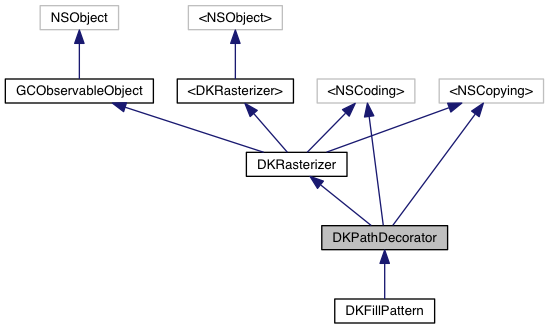 NSObject
<NSObject>
GCObservableObject
<DKRasterizer>
<NSCoding>
<NSCopying>
DKRasterizer
DKPathDecorator
DKFillPattern